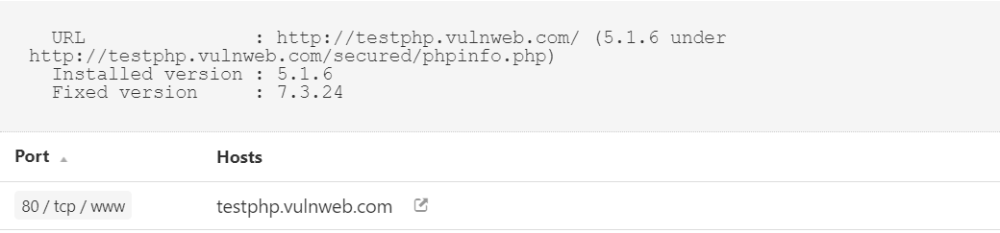 URL : http://testphp.vulnweb.com/ (5.1.6 under
http://testphp.vulnweb.com/secured/phpinfo.php)
Installed version : 5.1.6
Fixed version : 7.3.24
Port Hosts
80 / tcp / www testphp.vulnweb.com